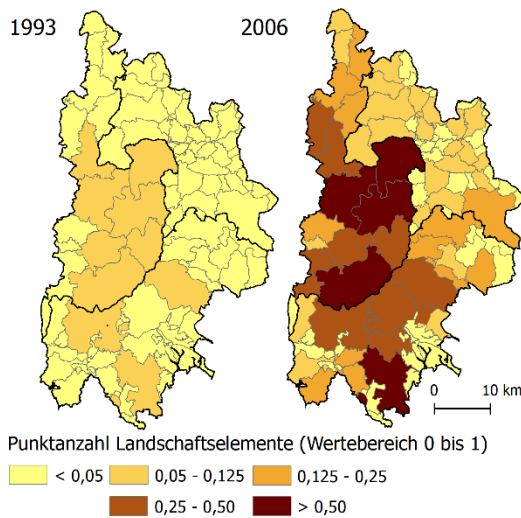 1993 2006
0 10 km
Punktanzahl Landschaftselemente (Wertebereich 0 bis 1)
< 0,05 0,05 - 0,125 0,125 - 0,25
0,25 - 0,50 > 0,50